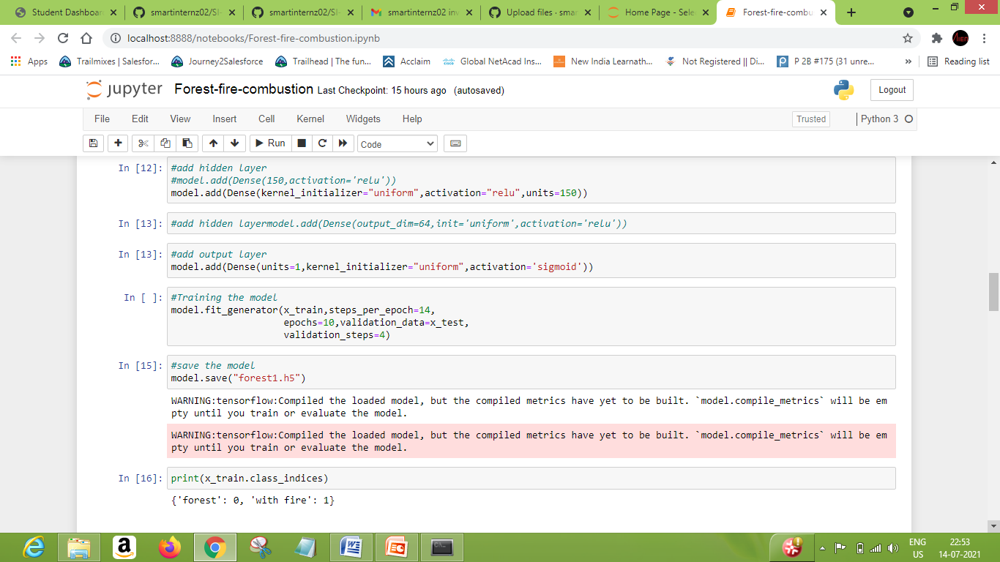 Student Dashboan
smartinternz02/SI-
smartinternz02/SI-
smartinternz02 inv
Upload files · smar
Home Page - Sele
Forest-fire-combu
localhost:8888/notebooks/Forest-fire-combustion.ipynb
Apps
Trailmixes | Salesfor...
Journey2Salesforce
Trailhead | The fun...
Acclaim
Global NetAcad Ins...
New India Learnath...
Not Registered || Di...
P 2B #175 (31 unre...
»
Reading list
jupyter Forest-fire-combustion Last Checkpoint: 15 hours ago (autosaved)
Logout
File Edit View Insert Cell Kernel Widgets Help
Trusted
Python 3
Run
Code
In [12]: #add hidden layer
#model.add(Dense(150,activation='relu'))
model.add(Dense(kernel_initializer="uniform",activation="relu",units=150))
In [13]: #add hidden layermodel.add(Dense(output_dim=64,init='uniform',activation='relu'))
In [13]: #add output layer
model.add(Dense(units=1,kernel_initializer="uniform",activation='sigmoid'))
In [ ]: #Training the model
model.fit_generator(x_train,steps_per_epoch=14,
epochs=10,validation_data=x_test,
validation_steps=4)
In [15]: #save the model
model.save("forest1.h5")
WARNING:tensorflow:Compiled the loaded model, but the compiled metrics have yet to be built. `model.compile_metrics` will be em
pty until you train or evaluate the model.
WARNING:tensorflow:Compiled the loaded model, but the compiled metrics have yet to be built. `model.compile_metrics` will be em
pty until you train or evaluate the model.
In [16]: print(x_train.class_indices)
{'forest': 0, 'with fire': 1}
ENG
US
22:53
14-07-2021